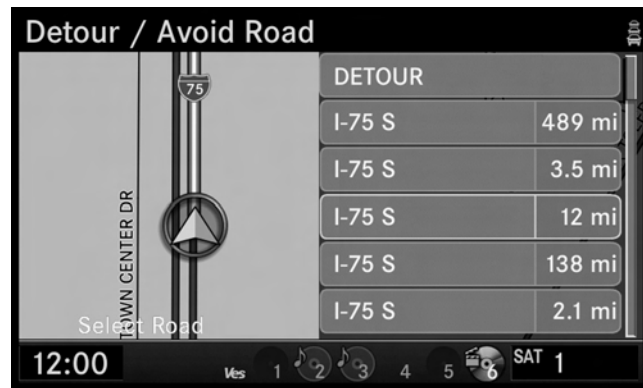 Detour / Avoid Road
75
TOWN CENTER DR
Select Road
DETOUR
I-75 S 489 mi
I-75 S 3.5 mi
I-75 S 12 mi
I-75 S 138 mi
I-75 S 2.1 mi
12:00 Ves 1 2 3 4 5 6 SAT 1